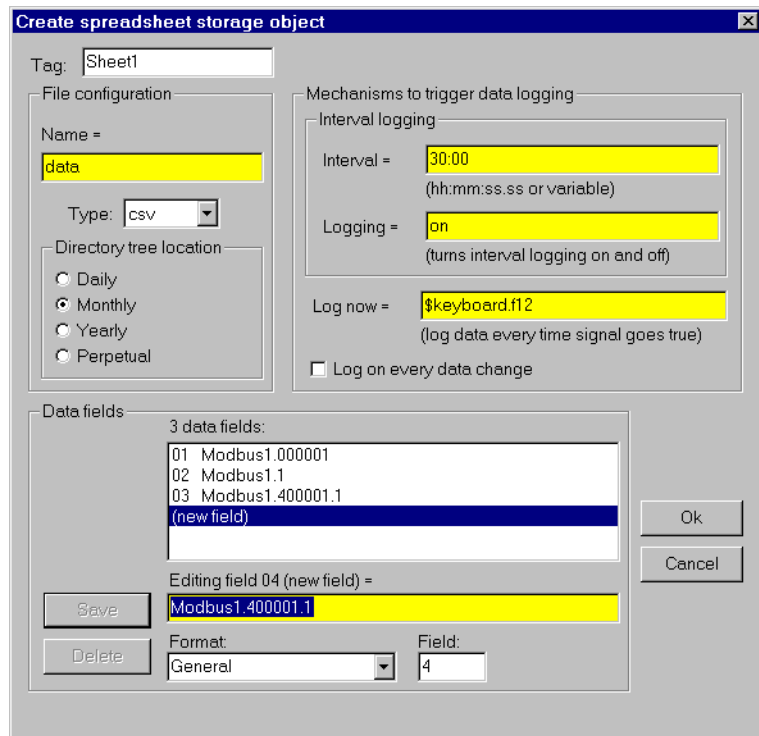 Create spreadsheet storage object
Tag: Sheet1
File configuration
Name =
data
Type: csv
Directory tree location
Daily
Monthly
Yearly
Perpetual
Mechanisms to trigger data logging
Interval logging
Interval = 30:00
(hh:mm:ss.ss or variable)
Logging = on
(turns interval logging on and off)
Log now = $keyboard.f12
(log data every time signal goes true)
Log on every data change
Data fields
3 data fields:
01 Modbus1.000001
02 Modbus1.1
03 Modbus1.400001.1
(new field)
Editing field 04 (new field) =
Save
Modbus1.400001.1
Delete
Format: Field:
General 4
Ok
Cancel